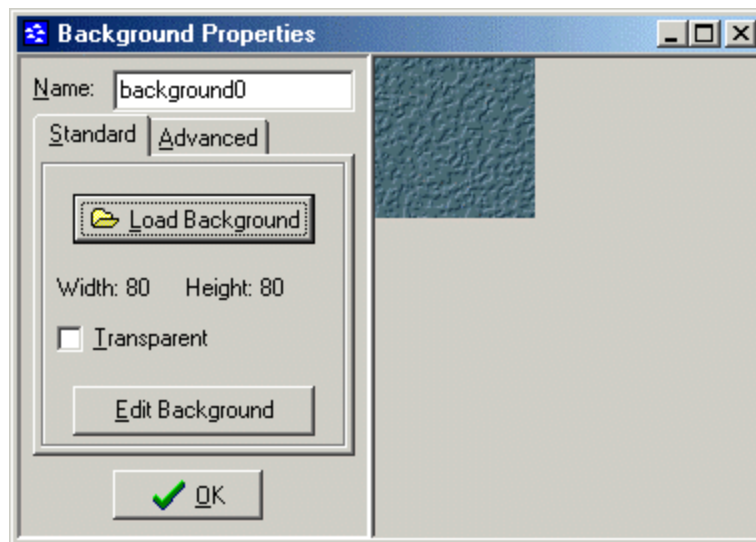 Background Properties
Name: background0
Standard Advanced
Load Background
Width: 80 Height: 80
Transparent
Edit Background
OK